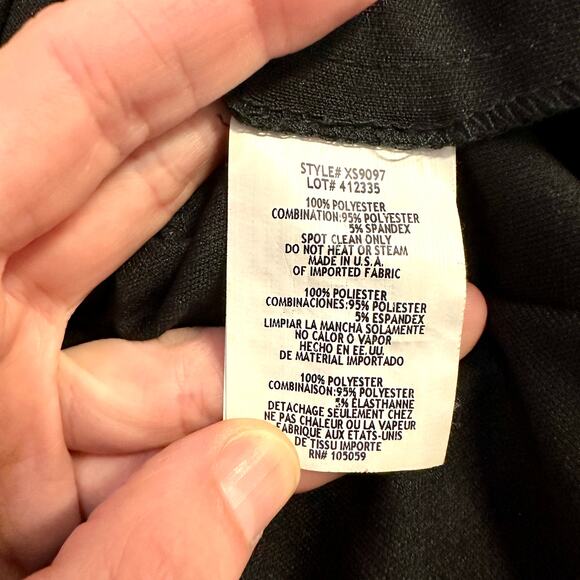 STYLE# XS9097
LOT# 412335
100% POLYESTER
COMBINATION:95% POLYESTER
5% SPANDEX
SPOT CLEAN ONLY
DO NOT HEAT OR STEAM
MADE IN U.S.A.
OF IMPORTED FABRIC
100% POLIESTER
COMBINACIONES:95% POLIESTER
5% ESPANDEX
LIMPIAR LA MANCHA SOLAMENTE
NO CALOR O VAPOR
HECHO EN EE.UU.
DE MATERIAL IMPORTADO
100% POLYESTER
COMBINAISON:95% POLYESTER
5% ÉLASTHANNE
DETACHAGE SEULEMENT CHEZ
NE PAS CHALEUR OU LA VAPEUR
FABRIQUE AUX ETATS-UNIS
DE TISSU IMPORTE
RN# 105059